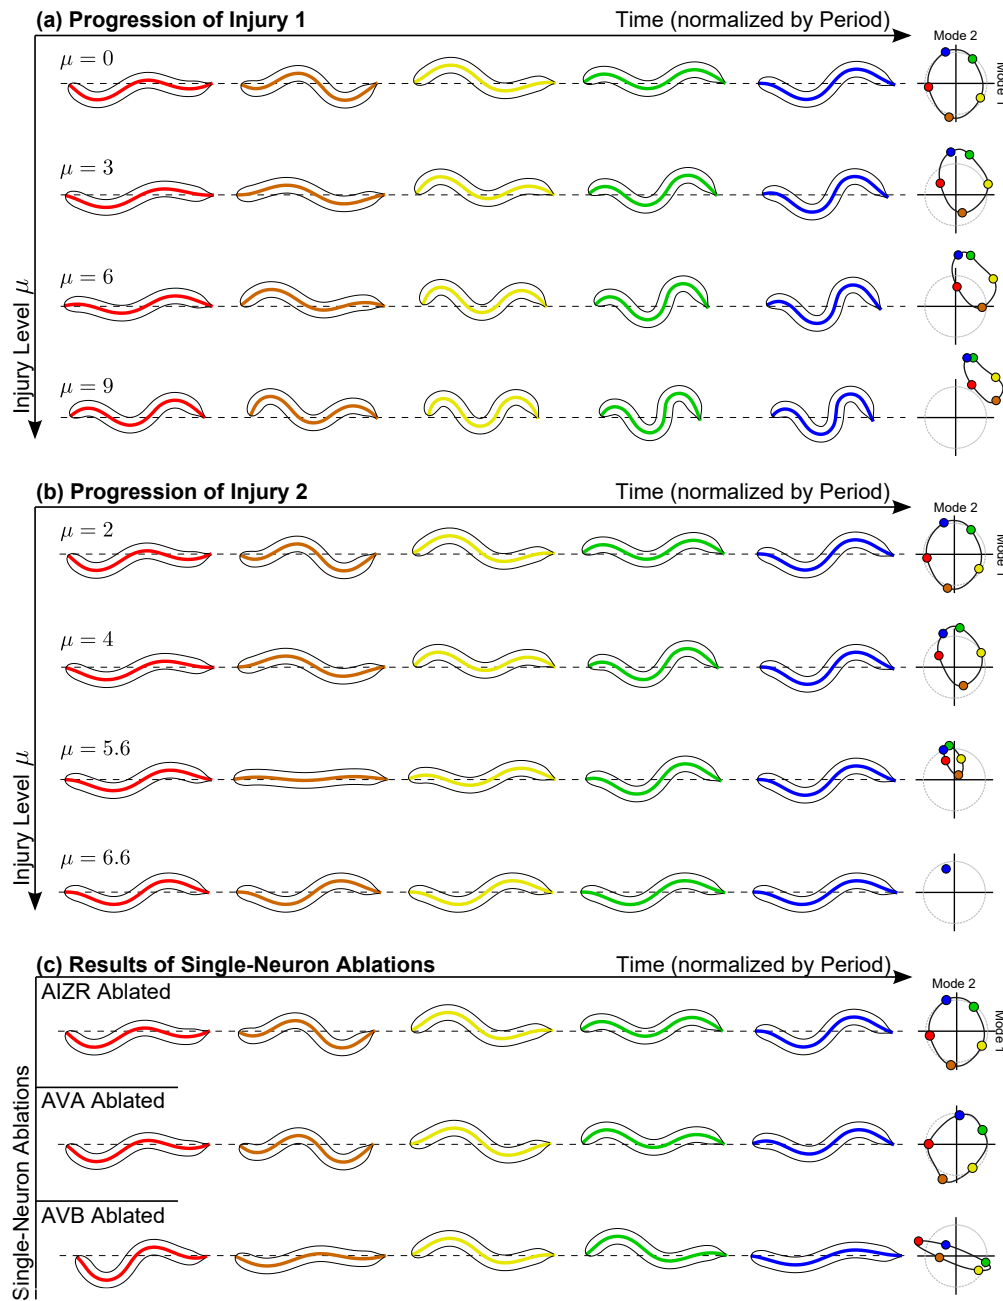 (a) Progression of Injury 1
Time (normalized by Period)
Mode 2
Mode 1
Injury Level μ
μ = 0
μ = 3
μ = 6
μ = 9
(b) Progression of Injury 2
Time (normalized by Period)
Mode 2
Mode 1
Injury Level μ
μ = 2
μ = 4
μ = 5.6
μ = 6.6
(c) Results of Single-Neuron Ablations
Time (normalized by Period)
Mode 2
Mode 1
Single-Neuron Ablations
AIZR Ablated
AVA Ablated
AVB Ablated